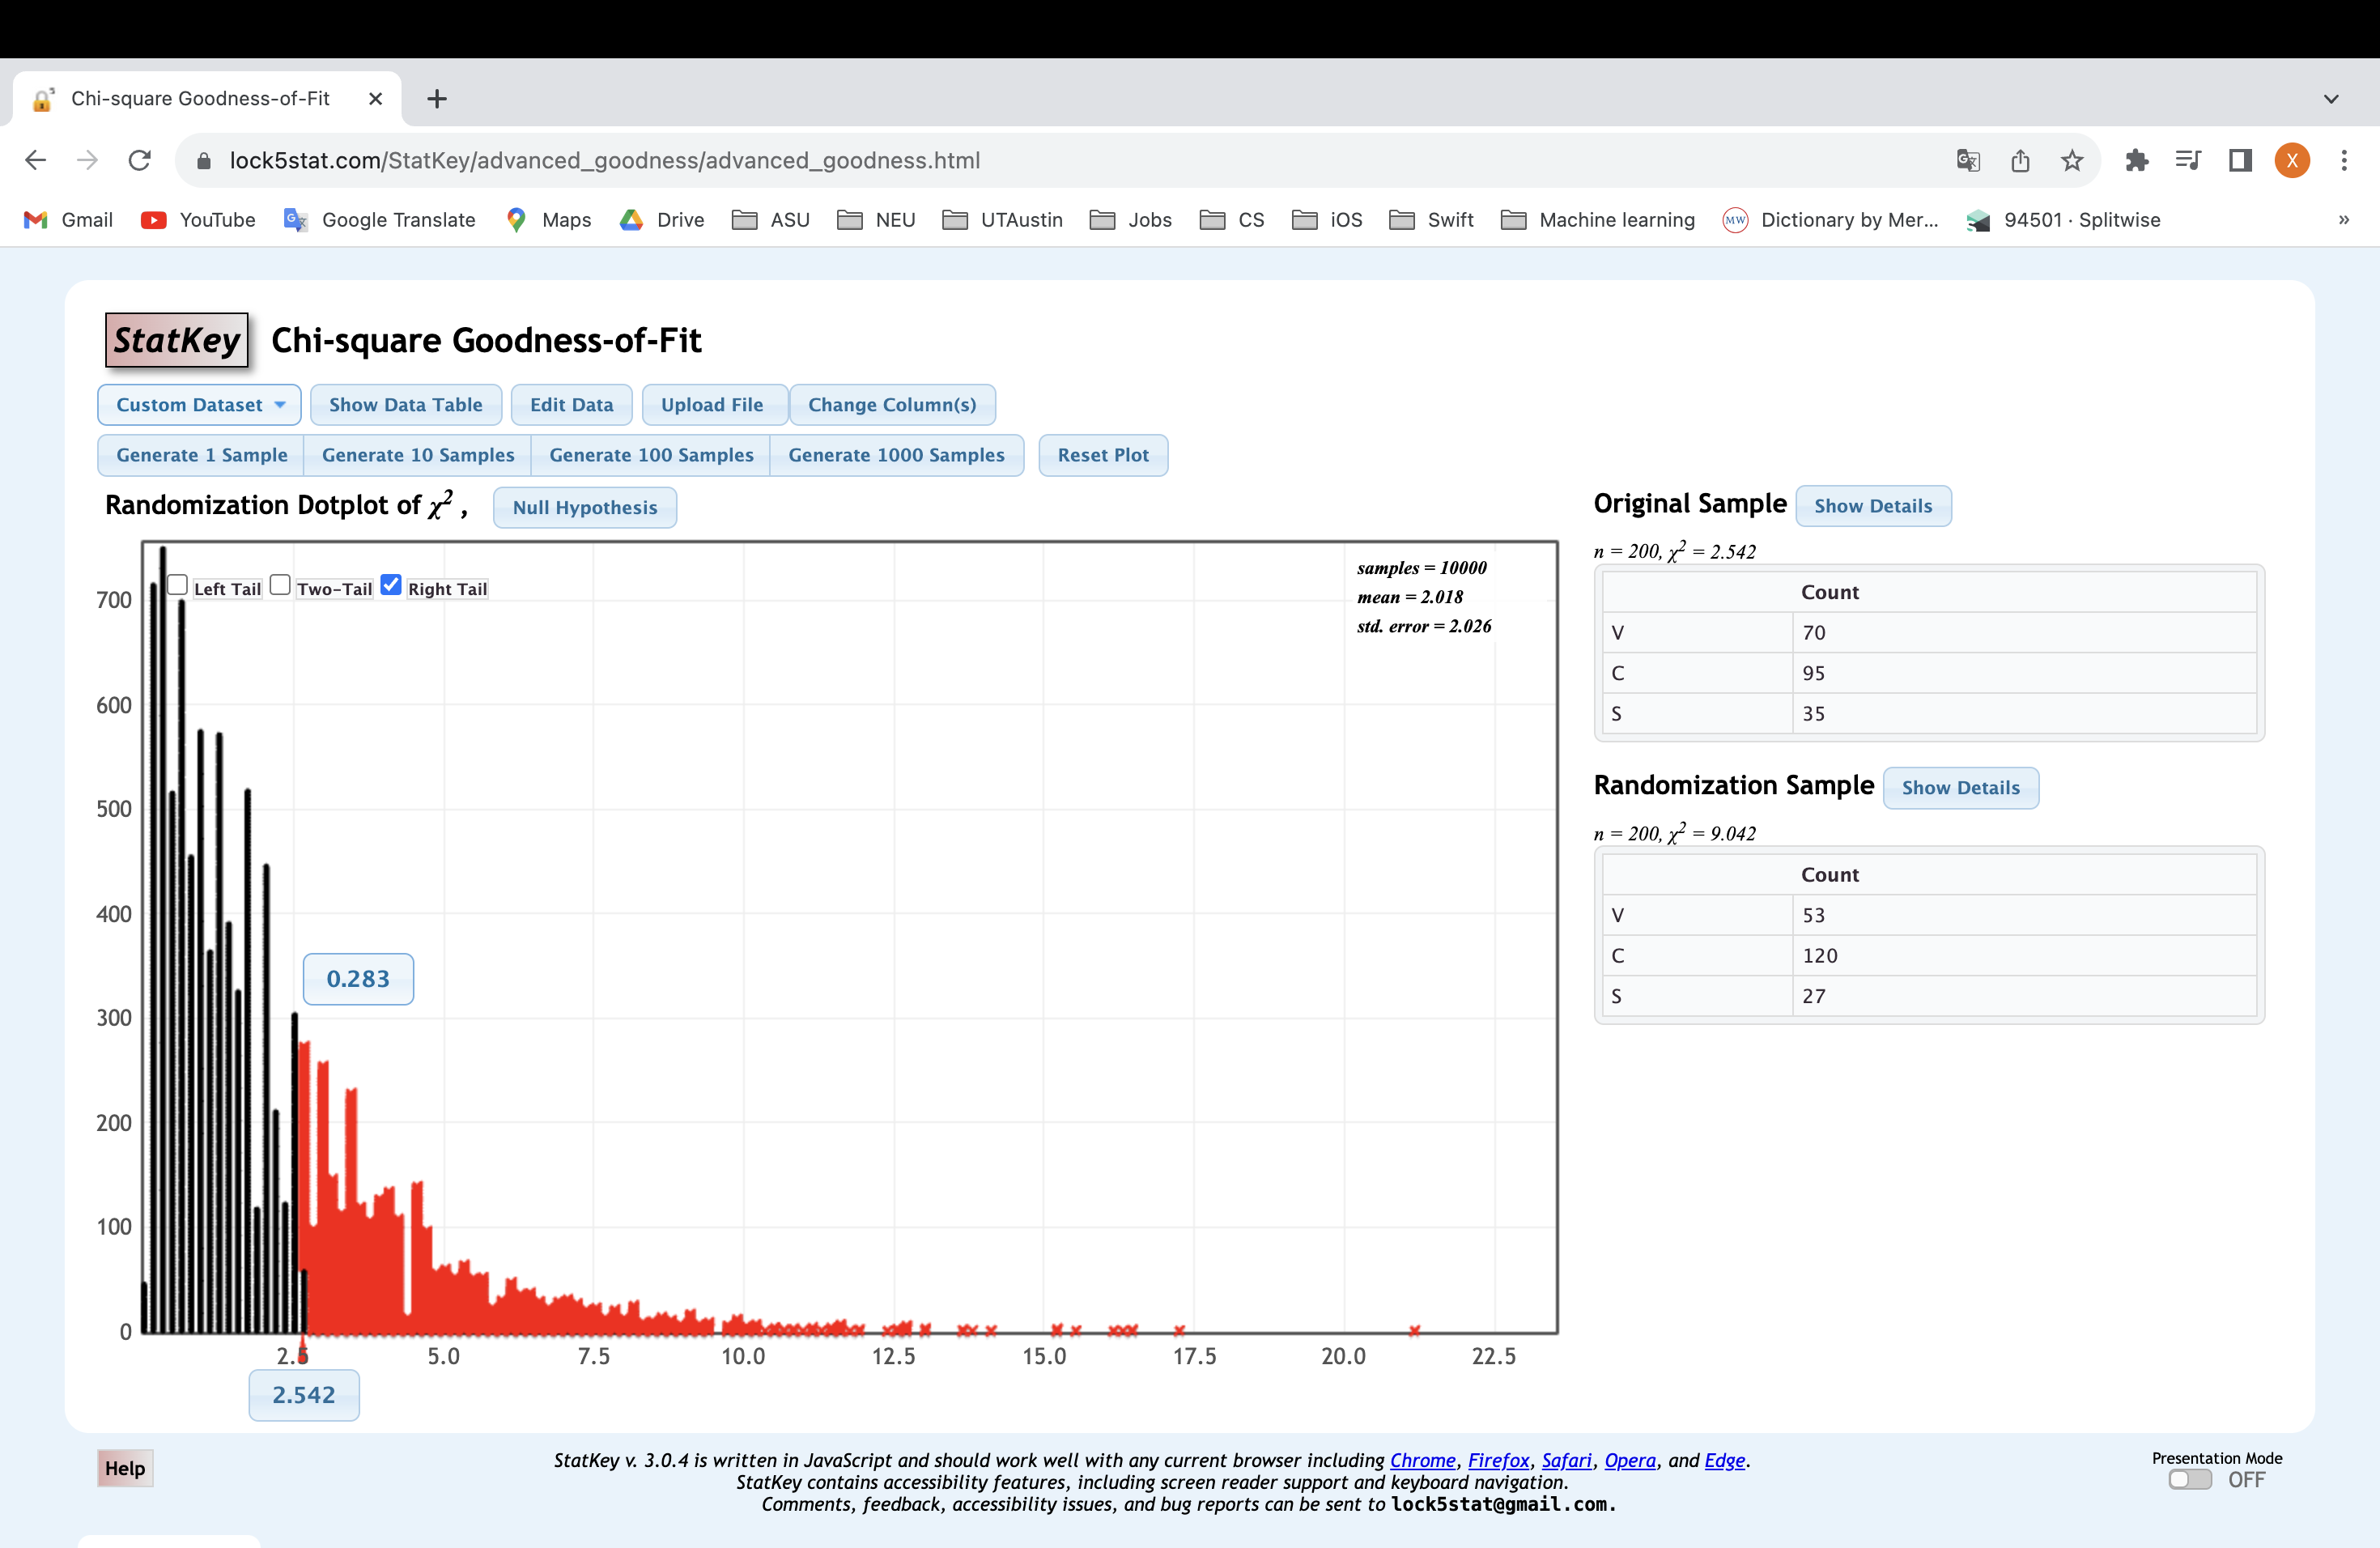 Chi-square Goodness-of-Fit
lock5stat.com/StatKey/advanced_goodness/advanced_goodness.html
X
Gmail YouTube Google Translate Maps Drive ASU NEU UTAustin Jobs CS iOS Swift Machine learning MW Dictionary by Mer... 94501 · Splitwise »
StatKey Chi-square Goodness-of-Fit
Custom Dataset Show Data Table Edit Data Upload File Change Column(s)
Generate 1 Sample Generate 10 Samples Generate 100 Samples Generate 1000 Samples Reset Plot
Randomization Dotplot of χ², Null Hypothesis
Left Tail Two-Tail Right Tail
samples = 10000
mean = 2.018
std. error = 2.026
700
600
500
400
300
200
100
0
0.283
2.5 5.0 7.5 10.0 12.5 15.0 17.5 20.0 22.5
2.542
Original Sample Show Details
n = 200, χ² = 2.542
Count
V 70
C 95
S 35
Randomization Sample Show Details
n = 200, χ² = 9.042
Count
V 53
C 120
S 27
Help
StatKey v. 3.0.4 is written in JavaScript and should work well with any current browser including Chrome, Firefox, Safari, Opera, and Edge.
StatKey contains accessibility features, including screen reader support and keyboard navigation.
Comments, feedback, accessibility issues, and bug reports can be sent to lock5stat@gmail.com.
Presentation Mode
OFF